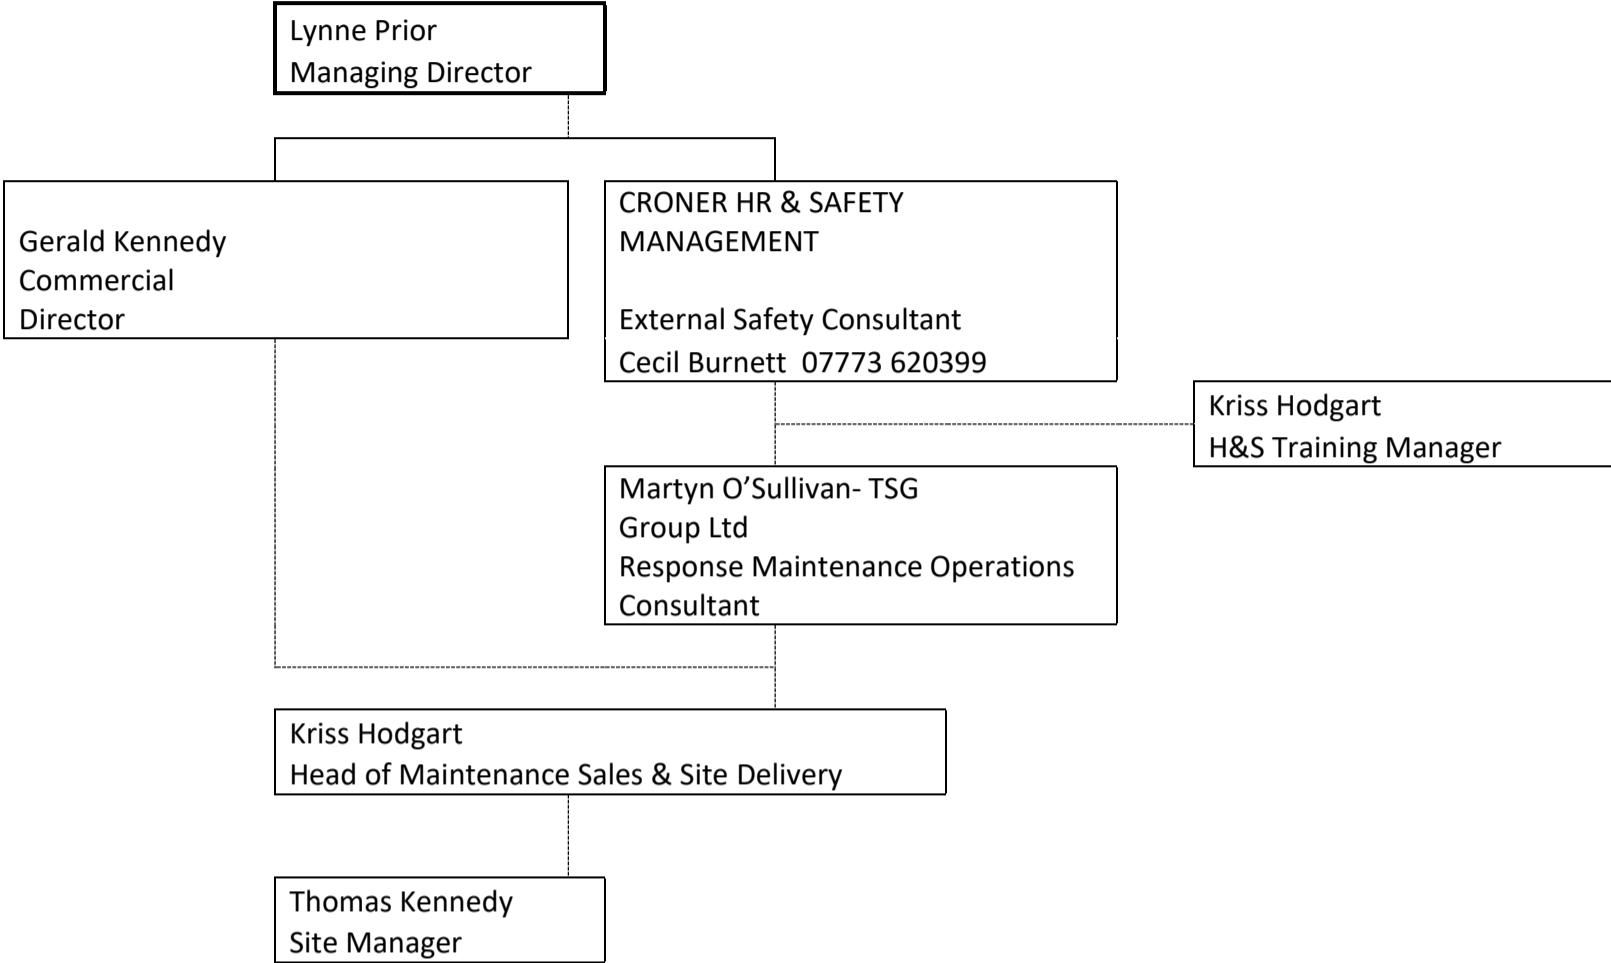 Lynne Prior
Managing Director
Gerald Kennedy
Commercial
Director
CRONER HR & SAFETY
MANAGEMENT
External Safety Consultant
Cecil Burnett  07773 620399
Kriss Hodgart
H&S Training Manager
Martyn O’Sullivan- TSG
Group Ltd
Response Maintenance Operations
Consultant
Kriss Hodgart
Head of Maintenance Sales & Site Delivery
Thomas Kennedy
Site Manager